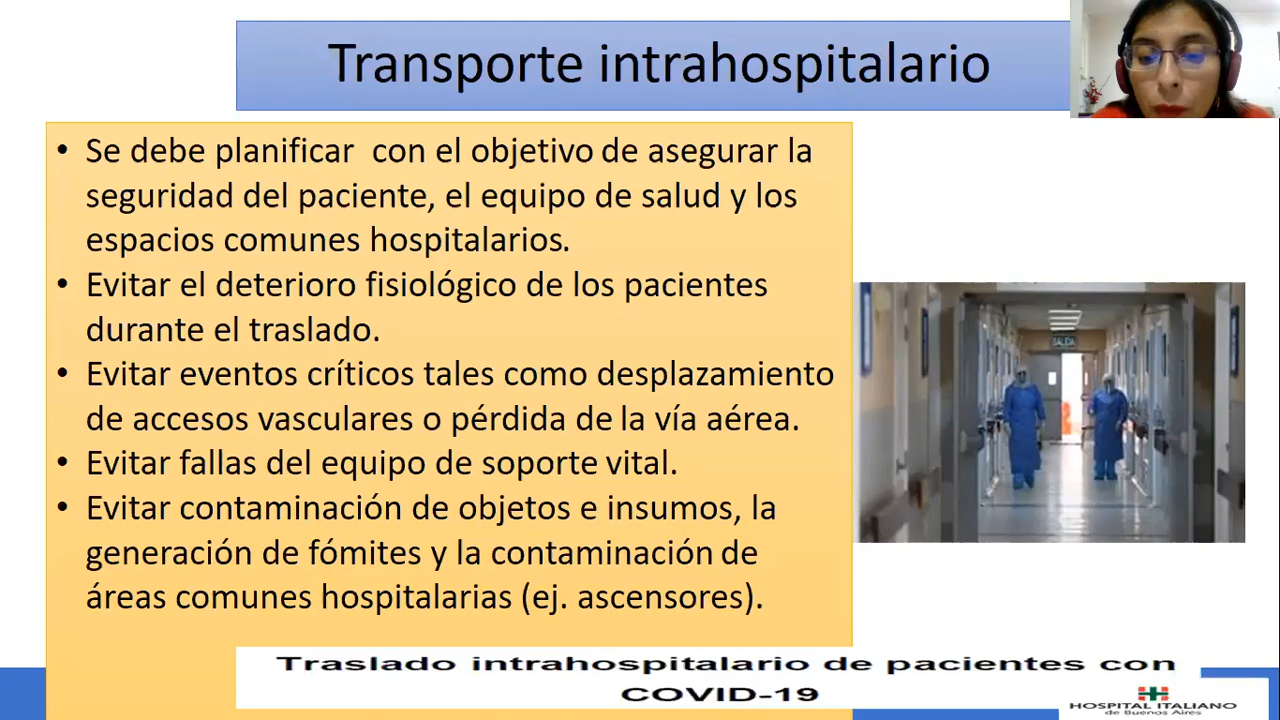 Transporte intrahospitalario
• Se debe planificar con el objetivo de asegurar la
seguridad del paciente, el equipo de salud y los
espacios comunes hospitalarios.
• Evitar el deterioro fisiológico de los pacientes
durante el traslado.
• Evitar eventos críticos tales como desplazamiento
de accesos vasculares o pérdida de la vía aérea.
• Evitar fallas del equipo de soporte vital.
• Evitar contaminación de objetos e insumos, la
generación de fómites y la contaminación de
áreas comunes hospitalarias (ej. ascensores).
SALIDA
Traslado intrahospitalario de pacientes con
COVID-19
HOSPITAL ITALIANO
de Buenos Aires